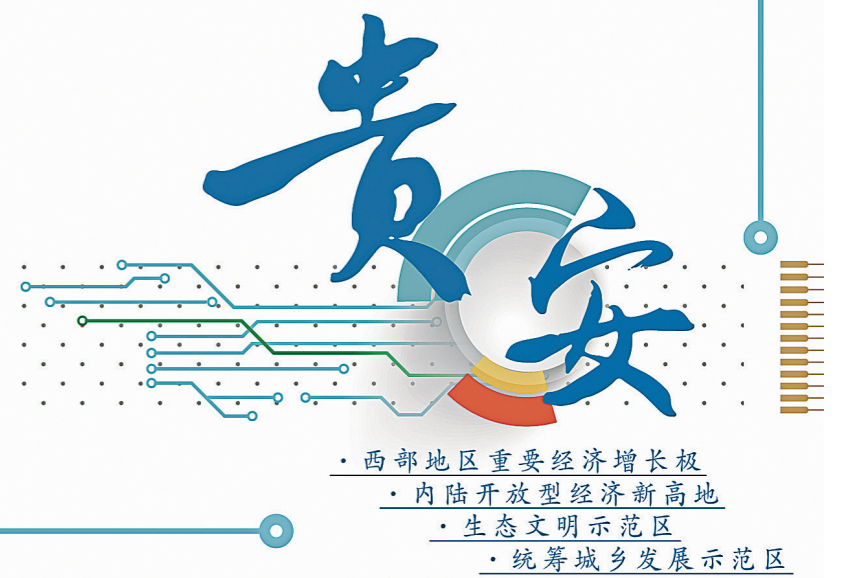 贵安
·西部地区重要经济增长极
·内陆开放型经济新高地
·生态文明示范区
·统筹城乡发展示范区